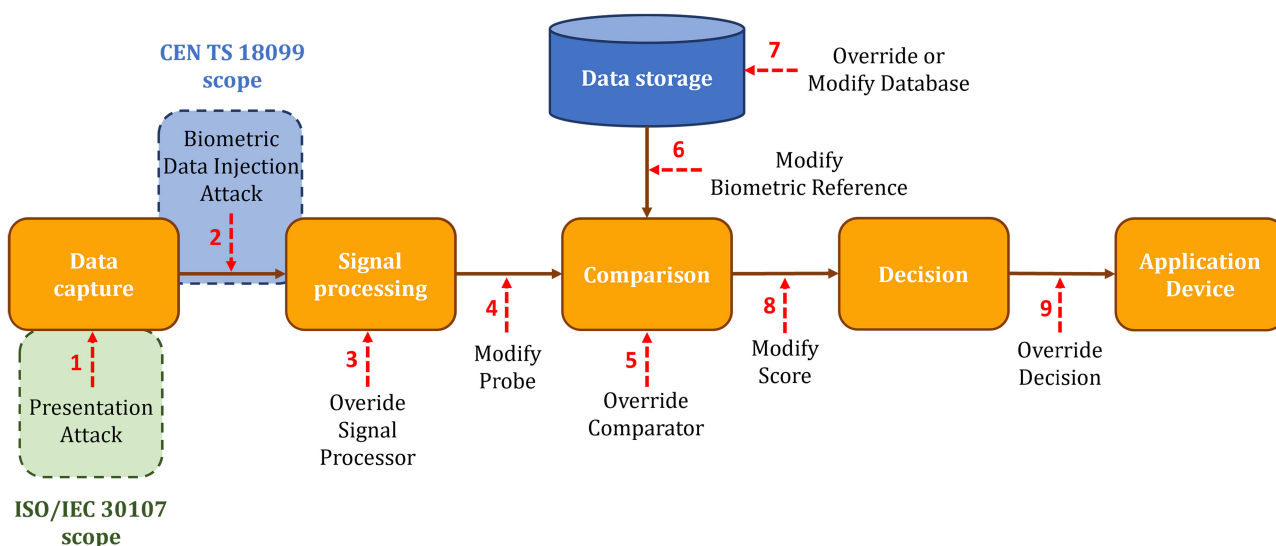 CEN TS 18099
scope
Biometric
Data Injection
Attack
2
Data storage
7
Override or
Modify Database
6
Modify
Biometric Reference
Data
capture
Signal
processing
Comparison
Decision
Application
Device
1
Presentation
Attack
ISO/IEC 30107
scope
3
Overide
Signal
Processor
4
Modify
Probe
5
Override
Comparator
8
Modify
Score
9
Override
Decision